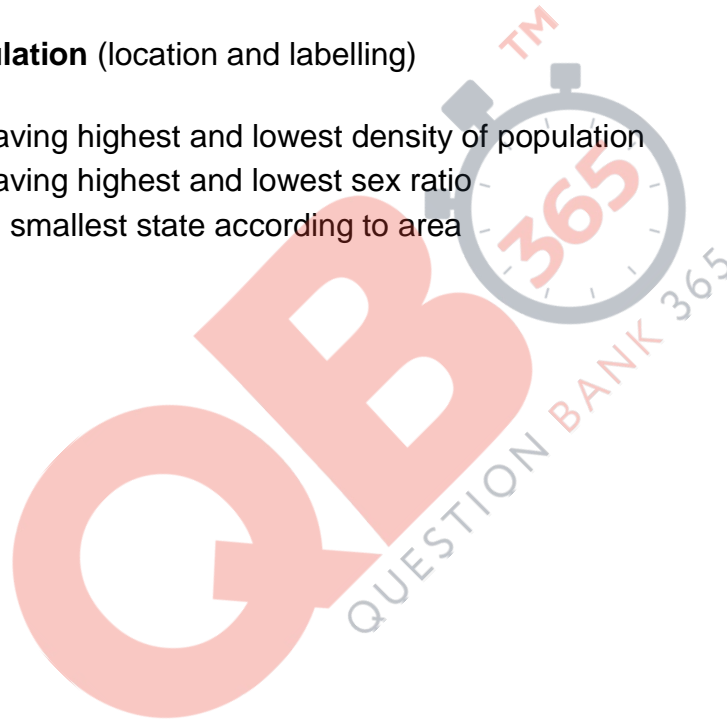 ulation (location and labelling)
aving highest and lowest density of population
aving highest and lowest sex ratio
smallest state according to area
TM
365
QB
QUESTION BANK 365